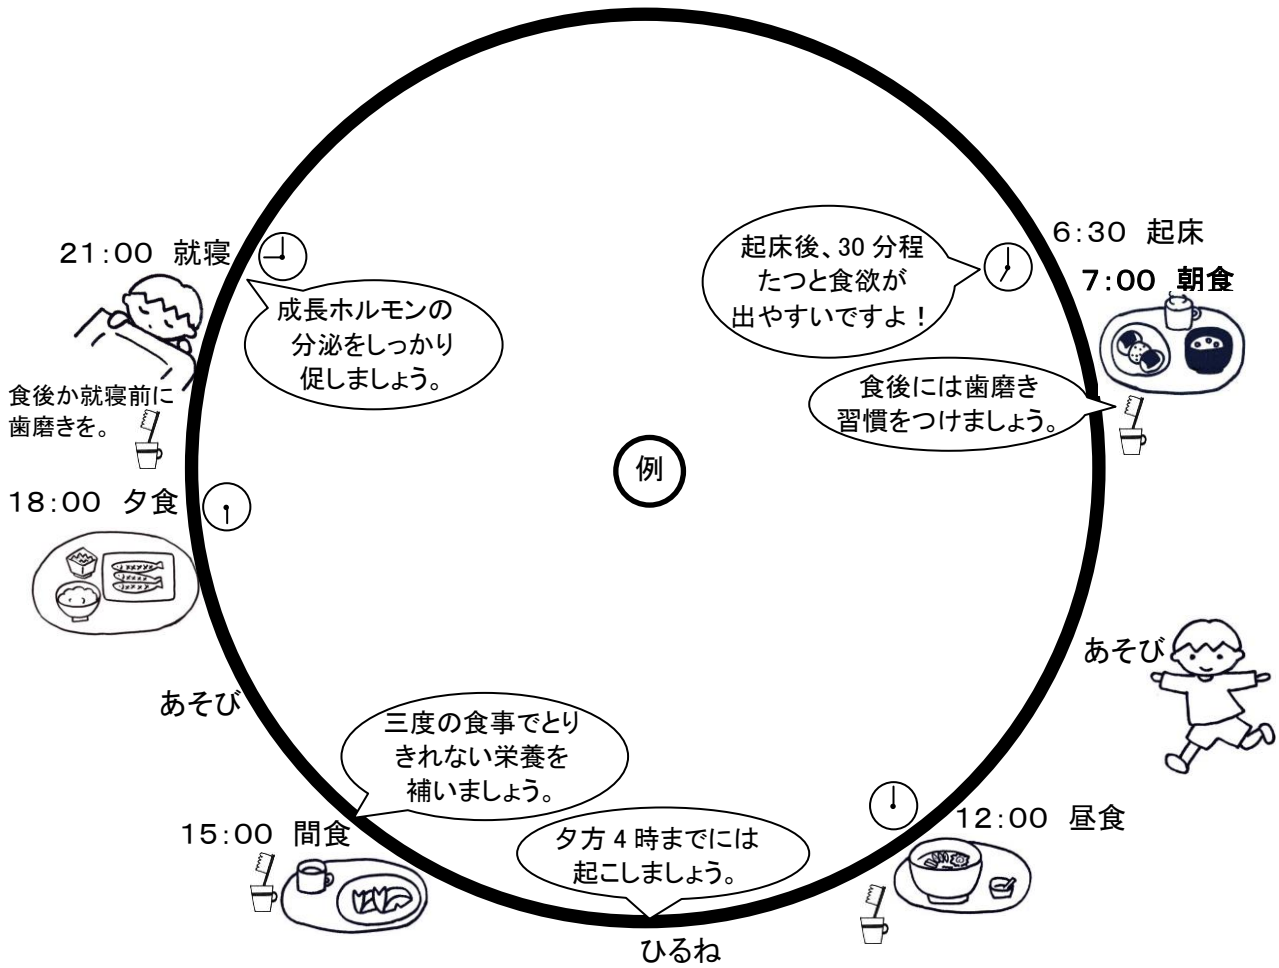 21:00 就寝
成長ホルモンの
分泌をしっかり
促しましょう。
食後か就寝前に
歯磨きを。
18:00 夕食
あそび
三度の食事でとり
きれない栄養を
補いましょう。
15:00 間食
例
起床後、30 分程
たつと食欲が
出やすいですよ!
6:30 起床
7:00 朝食
食後には歯磨き
習慣をつけましょう。
あそび
12:00 昼食
夕方 4 時までには
起こしましょう。
ひるね